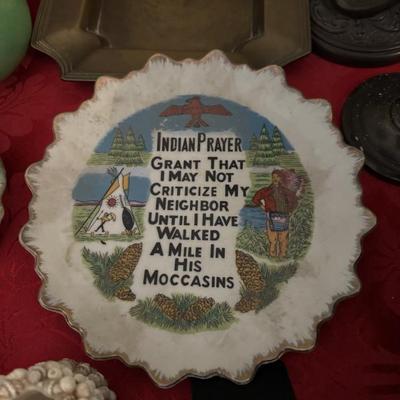 INDIAN PRAYER
GRANT THAT
I MAY NOT
CRITICIZE MY
NEIGHBOR
UNTIL I HAVE
WALKED
A MILE IN
HIS
MOCCASINS